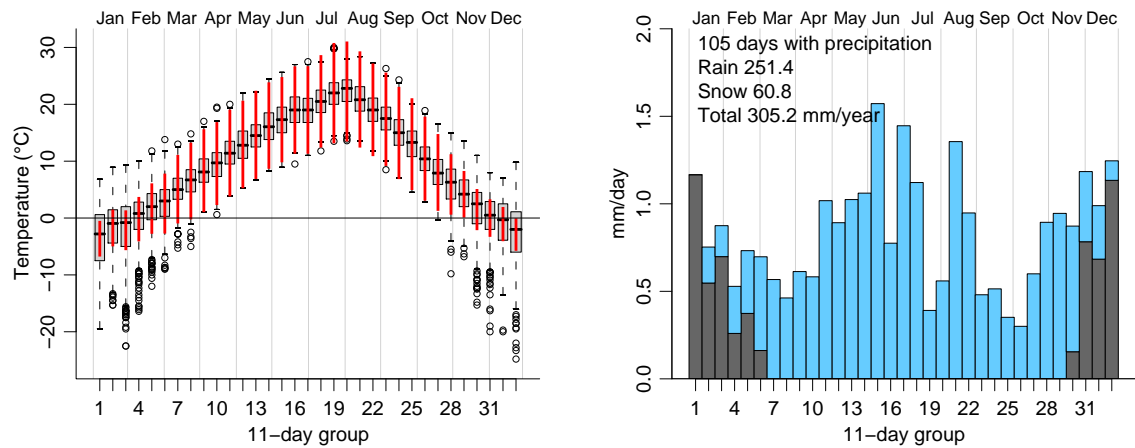 Jan Feb Mar Apr May Jun Jul Aug Sep Oct Nov Dec
Temperature (°C)
30
20
10
0
−10
−20
1 4 7 10 13 16 19 22 25 28 31
11−day group
Jan Feb Mar Apr May Jun Jul Aug Sep Oct Nov Dec
105 days with precipitation
Rain 251.4
Snow 60.8
Total 305.2 mm/year
mm/day
2.0
1.5
1.0
0.5
0.0
1 4 7 10 13 16 19 22 25 28 31
11−day group